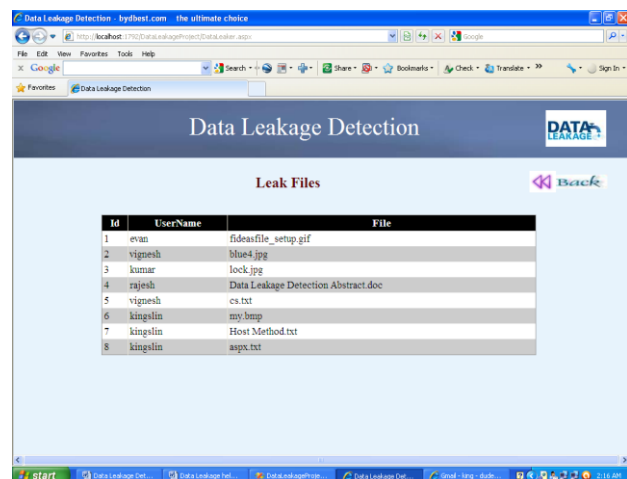 Data Leakage Detection - bydbest.com the ultimate choice
http://localhost:1792/DataLeakageProject/DataLeaker.aspx
Google
File Edit View Favorites Tools Help
x Google Search Share Bookmarks Check Translate Sign In
Favorites Data Leakage Detection
Data Leakage Detection
DATA
LEAKAGE
Leak Files
Back
Id UserName File
1 evan fideasfile_setup.gif
2 vignesh blue4.jpg
3 kumar lock.jpg
4 rajesh Data Leakage Detection Abstract.doc
5 vignesh cs.txt
6 kingslin my.bmp
7 kingslin Host Method.txt
8 kingslin aspx.txt
start Data Leakage Det... Data Leakage hel... DataLeakageProje... Data Leakage Det... Gmail - king - dude... 2:16 AM